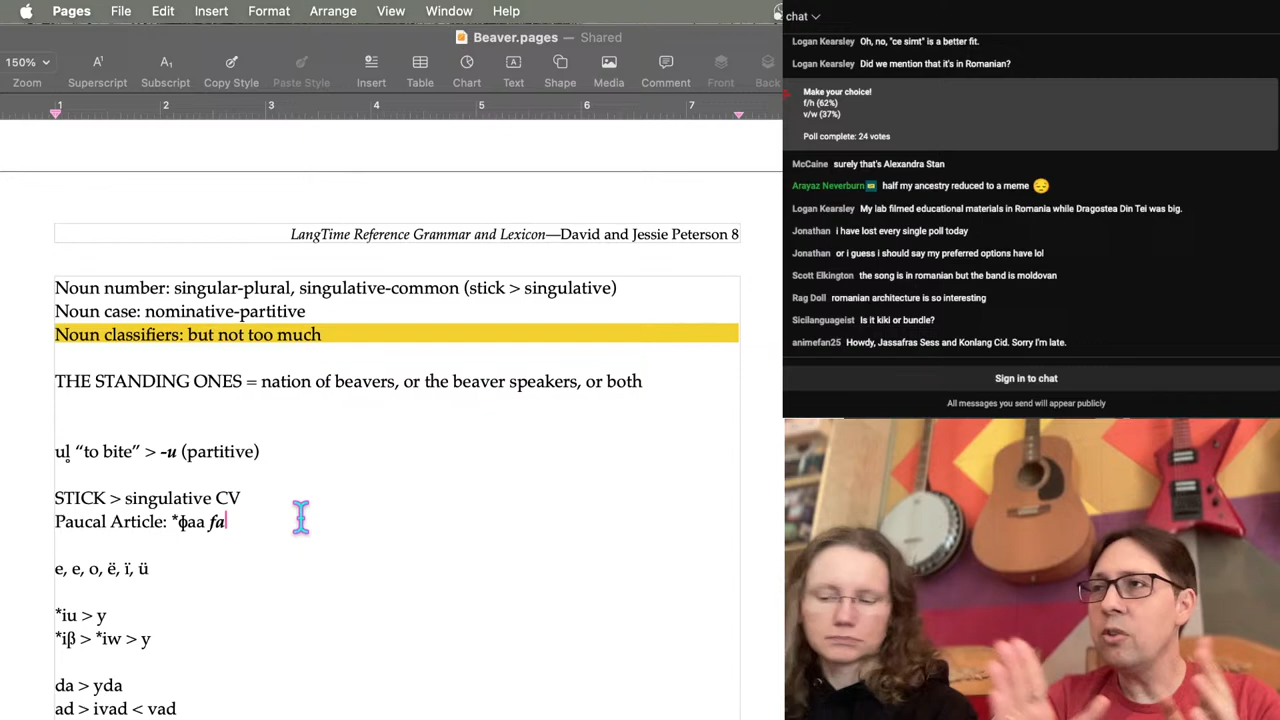 Pages File Edit Insert Format Arrange View Window Help
Beaver.pages — Shared
150%
Zoom Superscript Subscript Copy Style Paste Style Insert Table Chart Text Shape Media Comment Front Back
1 2 3 4 5 6 7
LangTime Reference Grammar and Lexicon—David and Jessie Peterson 8
Noun number: singular-plural, singulative-common (stick > singulative)
Noun case: nominative-partitive
Noun classifiers: but not too much
THE STANDING ONES = nation of beavers, or the beaver speakers, or both
ul̥ “to bite” > -u (partitive)
STICK > singulative CV
Paucal Article: *ɸaa fa
e, e, o, ë, ï, ü
*iu > y
*iβ > *iw > y
da > yda
ad > ivad < vad
chat
Logan Kearsley Oh, no, "ce simt" is a better fit.
Logan Kearsley Did we mention that it's in Romanian?
Make your choice!
f/h (62%)
v/w (37%)
Poll complete: 24 votes
McCaine surely that's Alexandra Stan
Arayaz Neverburn half my ancestry reduced to a meme 😔
Logan Kearsley My lab filmed educational materials in Romania while Dragostea Din Tei was big.
Jonathan i have lost every single poll today
Jonathan or i guess i should say my preferred options have lol
Scott Elkington the song is in romanian but the band is moldovan
Rag Doll romanian architecture is so interesting
Sicilanguageist Is it kiki or bundle?
animefan25 Howdy, Jassafras Sess and Konlang Cid. Sorry I'm late.
Sign in to chat
All messages you send will appear publicly